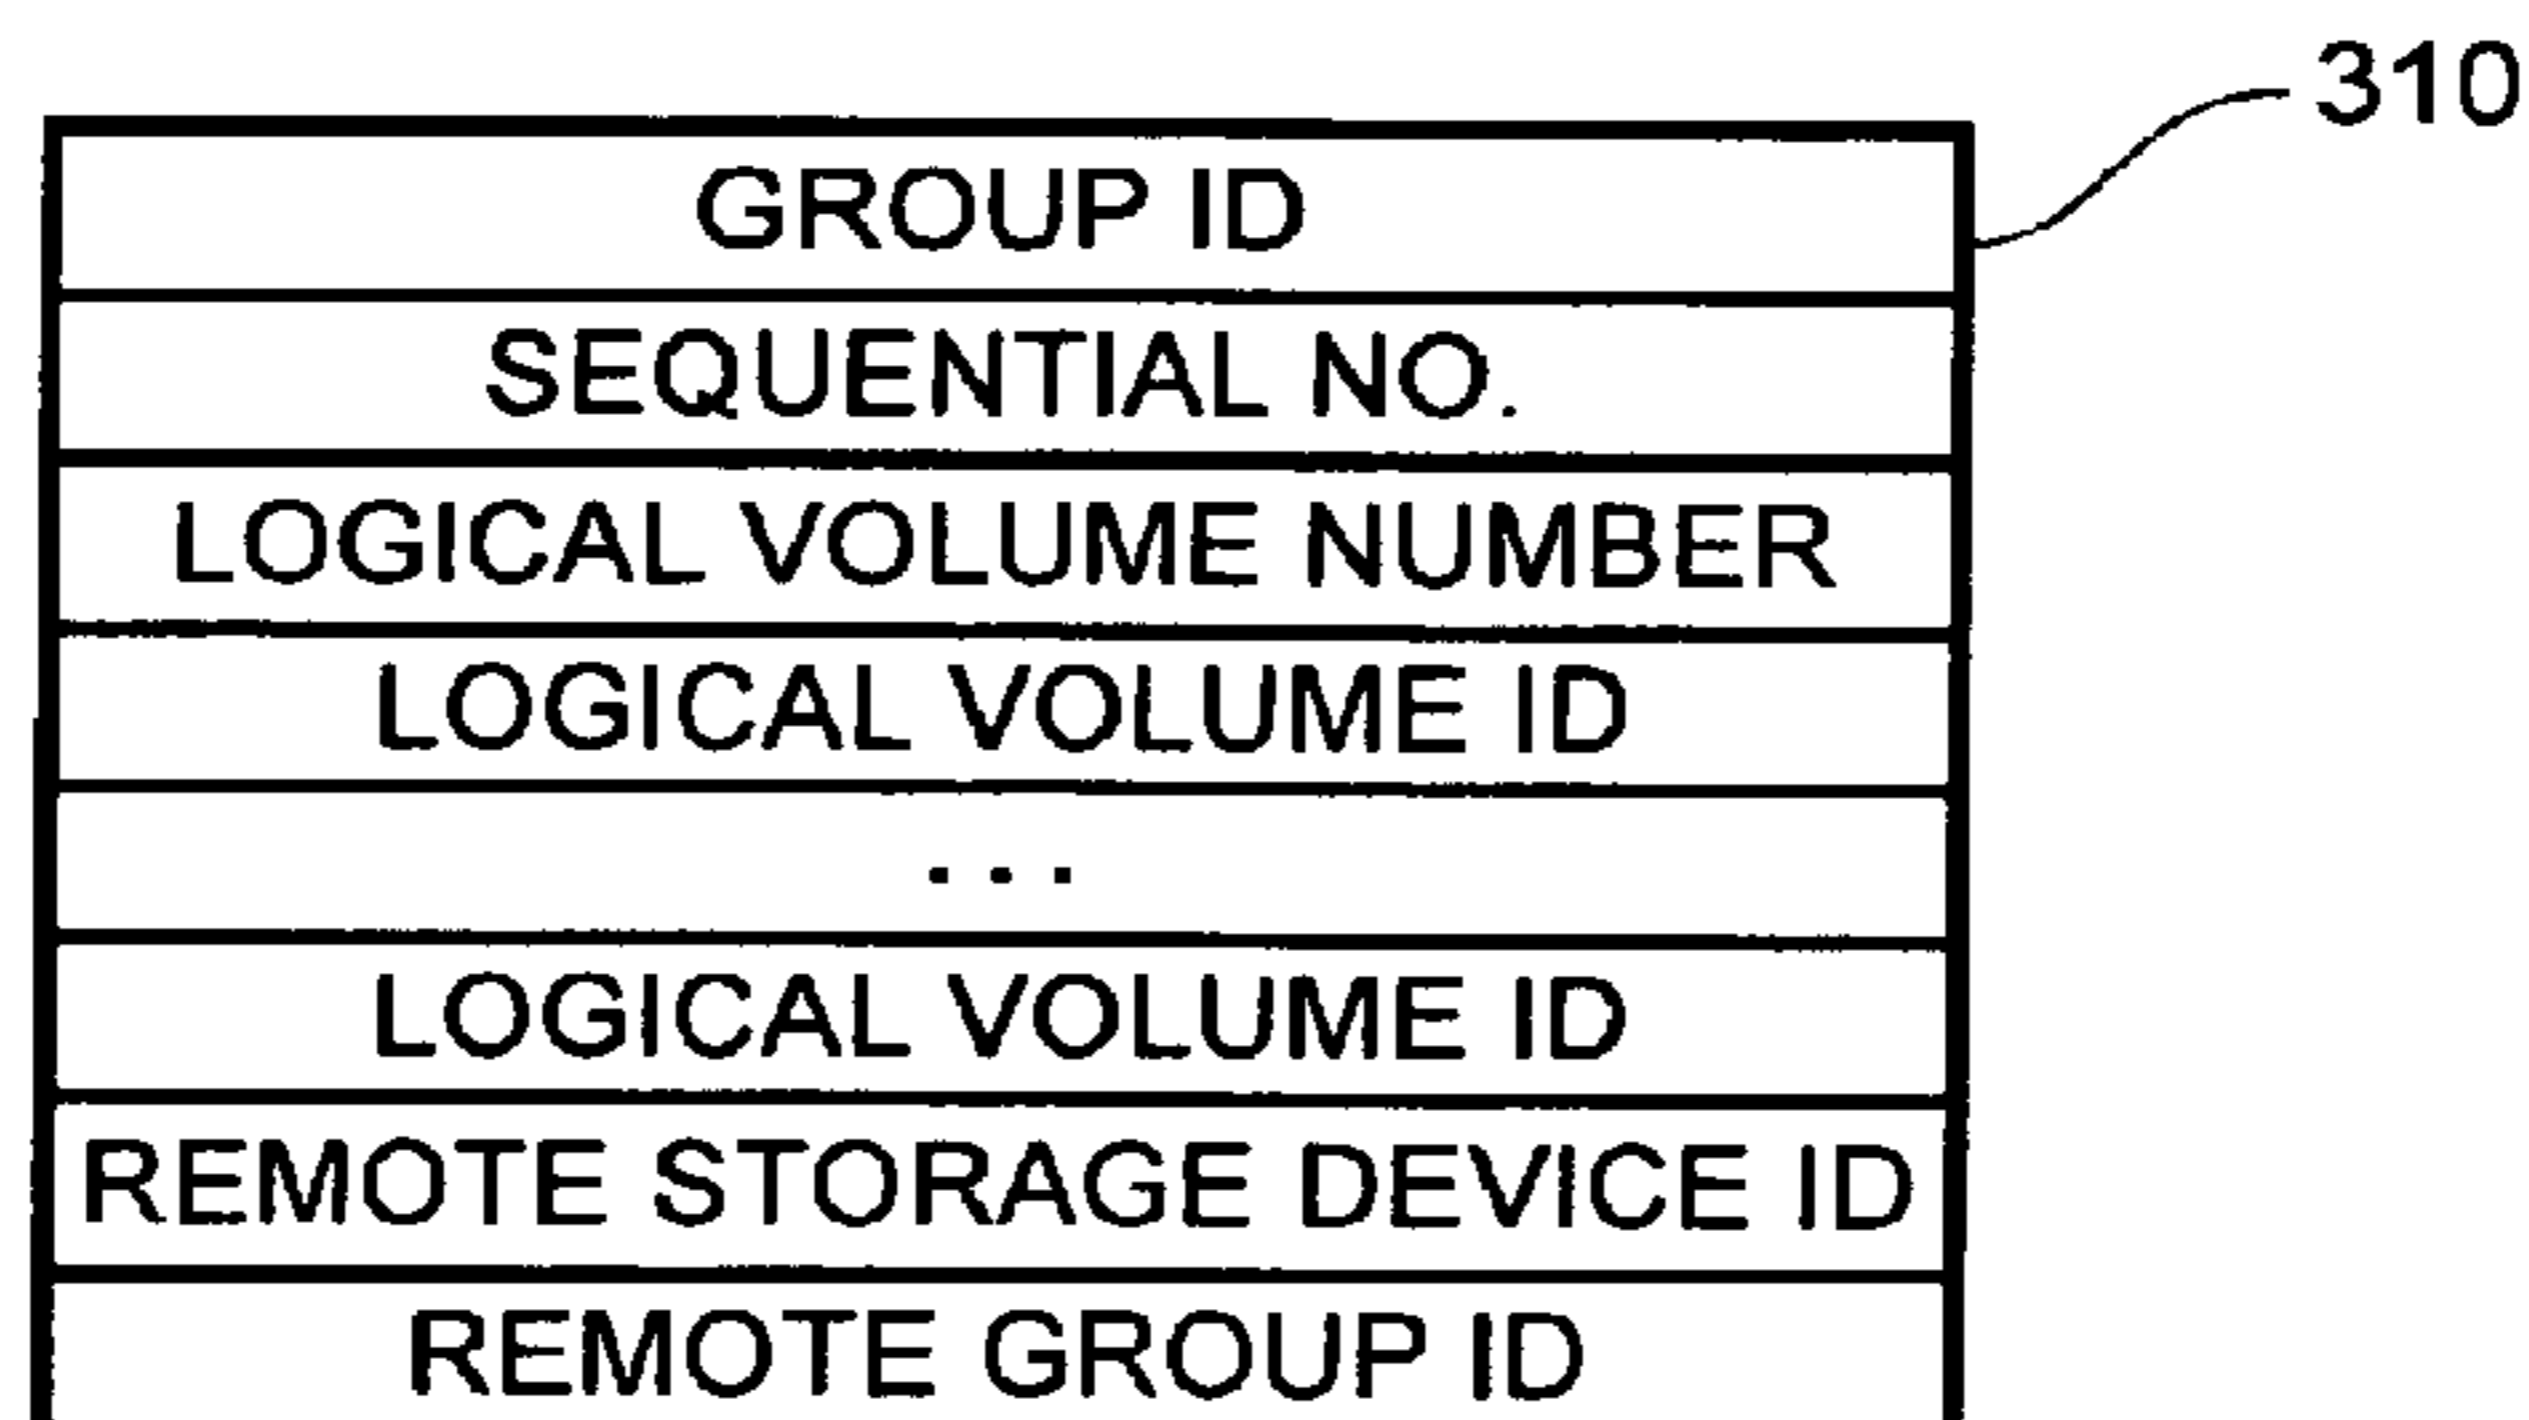 310
GROUP ID
SEQUENTIAL NO.
LOGICAL VOLUME NUMBER
LOGICAL VOLUME ID
...
LOGICAL VOLUME ID
REMOTE STORAGE DEVICE ID
REMOTE GROUP ID